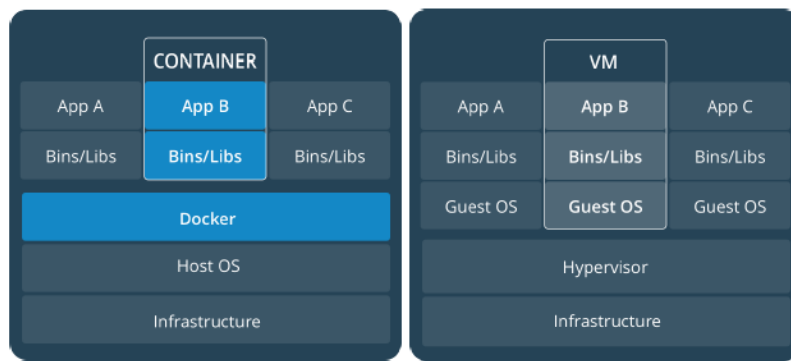 CONTAINER
App A App B App C
Bins/Libs Bins/Libs Bins/Libs
Docker
Host OS
Infrastructure
VM
App A App B App C
Bins/Libs Bins/Libs Bins/Libs
Guest OS Guest OS Guest OS
Hypervisor
Infrastructure